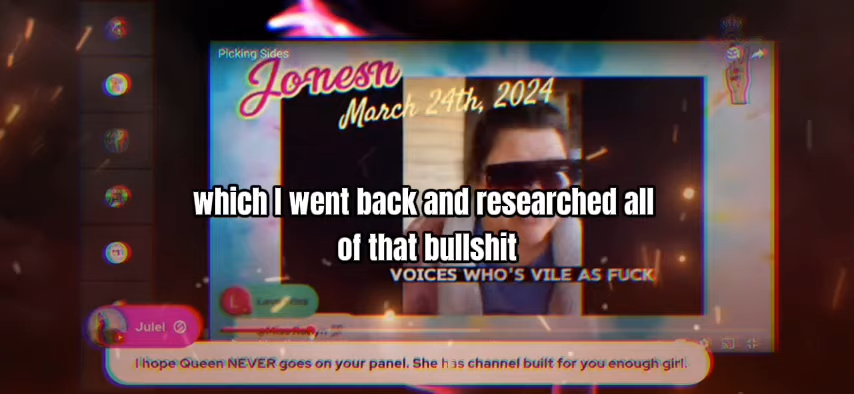 Picking Sides
Jonesn
March 24th, 2024
which I went back and researched all
of that bullshit
VOICES WHO'S VILE AS FUCK
L
Julei
I hope Queen NEVER goes on your panel. She has channel built for you enough girl.